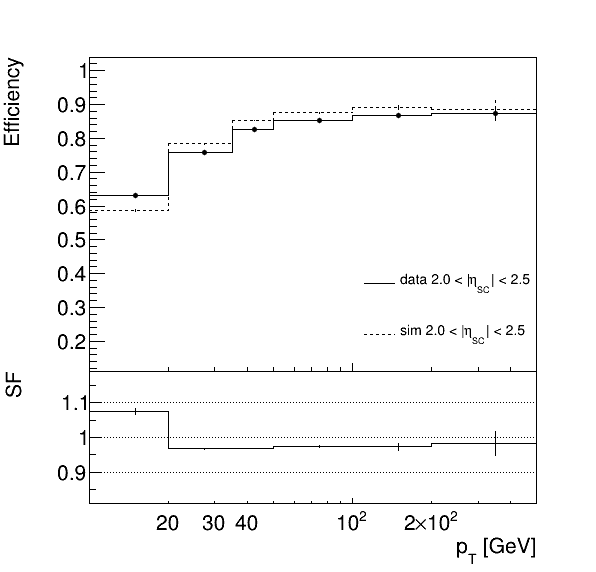 Efficiency
1
0.9
0.8
0.7
0.6
0.5
0.4
0.3
0.2
data 2.0 < |η_SC| < 2.5
sim 2.0 < |η_SC| < 2.5
SF
1.1
1
0.9
20 30 40 10² 2×10²
p_T [GeV]